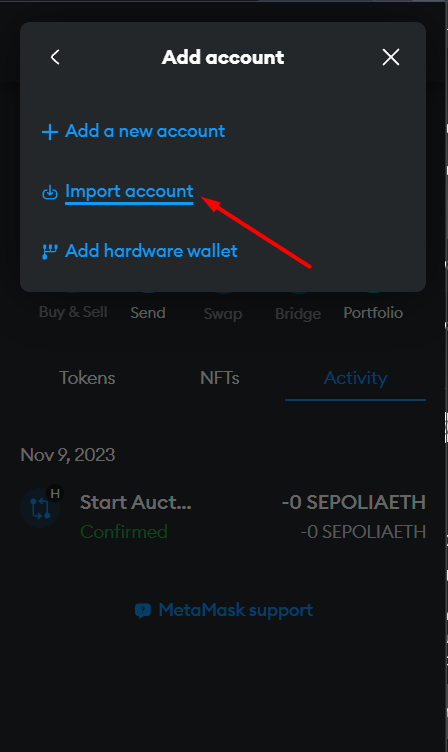 Add account
Add a new account
Import account
Add hardware wallet
Buy & Sell Send Swap Bridge Portfolio
Tokens NFTs Activity
Nov 9, 2023
H
Start Auct... -0 SEPOLIAETH
Confirmed -0 SEPOLIAETH
MetaMask support